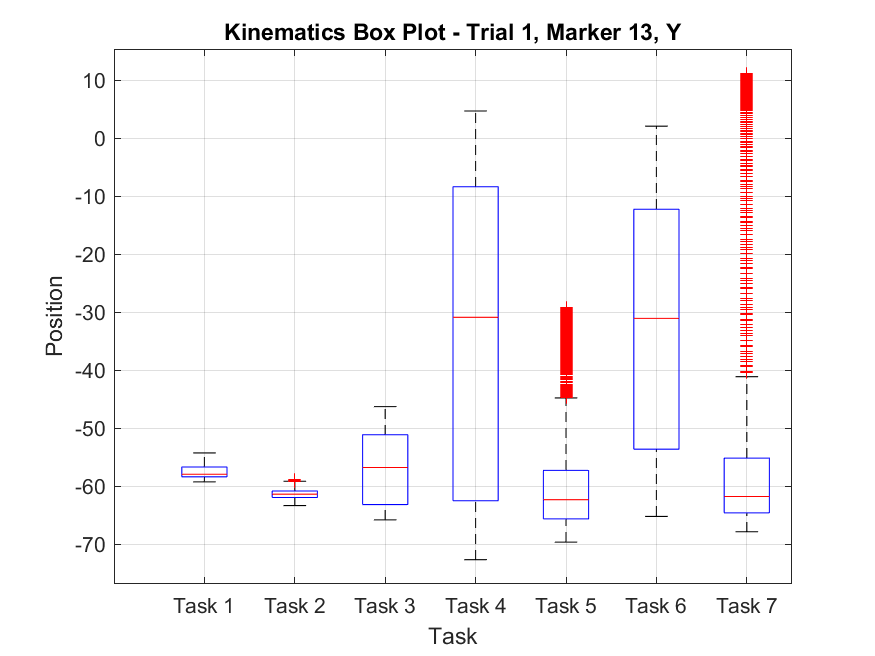 Kinematics Box Plot - Trial 1, Marker 13, Y
10
0
-10
-20
-30
-40
-50
-60
-70
Position
Task 1 Task 2 Task 3 Task 4 Task 5 Task 6 Task 7
Task